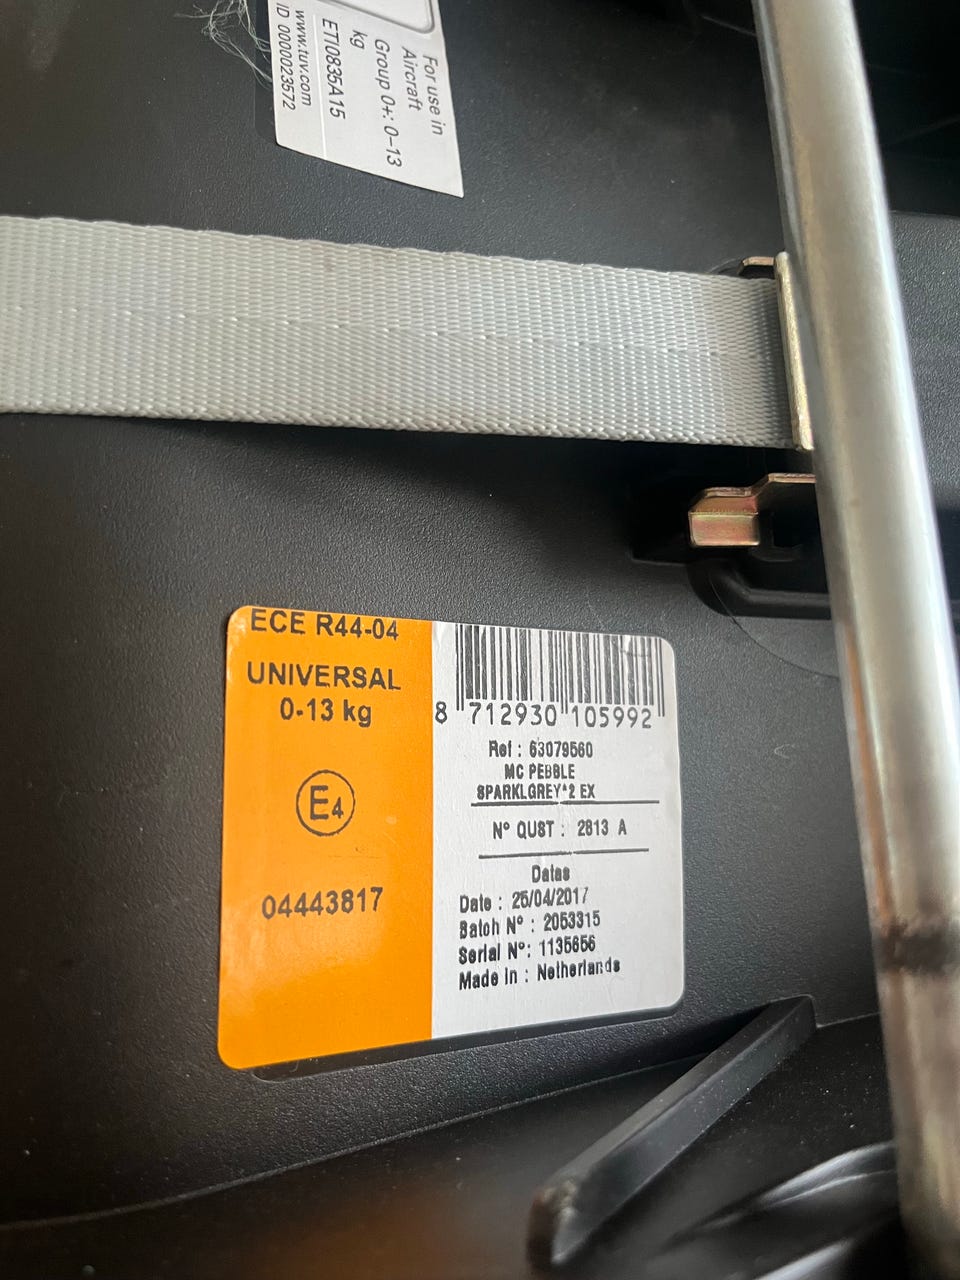 For use in
Aircraft
Group 0+: 0-13
kg
ETI0835A15
www.tuv.com
ID 0000023572
ECE R44-04
UNIVERSAL
0-13 kg
E4
04443817
8 712930 105992
Ref : 63079560
MC PEBBLE
SPARKLGREY*2 EX
N° QUST : 2813 A
Datas
Date : 25/04/2017
Batch N° : 2053315
Serial N°: 1135656
Made in : Netherlands